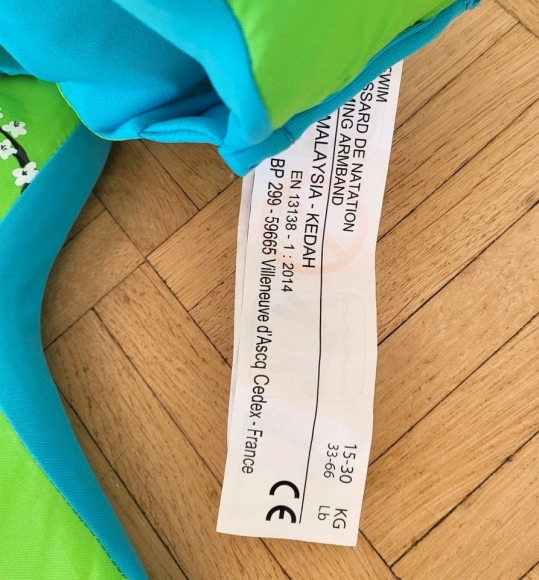 SWIM
SSARD DE NATATION
MING ARMBAND
MALAYSIA - KEDAH
EN 13138 - 1 : 2014
BP 299 - 59665 Villeneuve d'Ascq Cedex - France
15-30 KG
33-66 Lb
CE